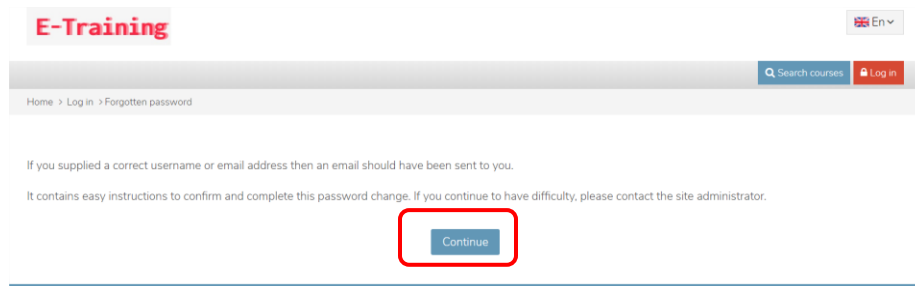 E-Training
En
Search courses
Log in
Home > Log in > Forgotten password
If you supplied a correct username or email address then an email should have been sent to you.
It contains easy instructions to confirm and complete this password change. If you continue to have difficulty, please contact the site administrator.
Continue